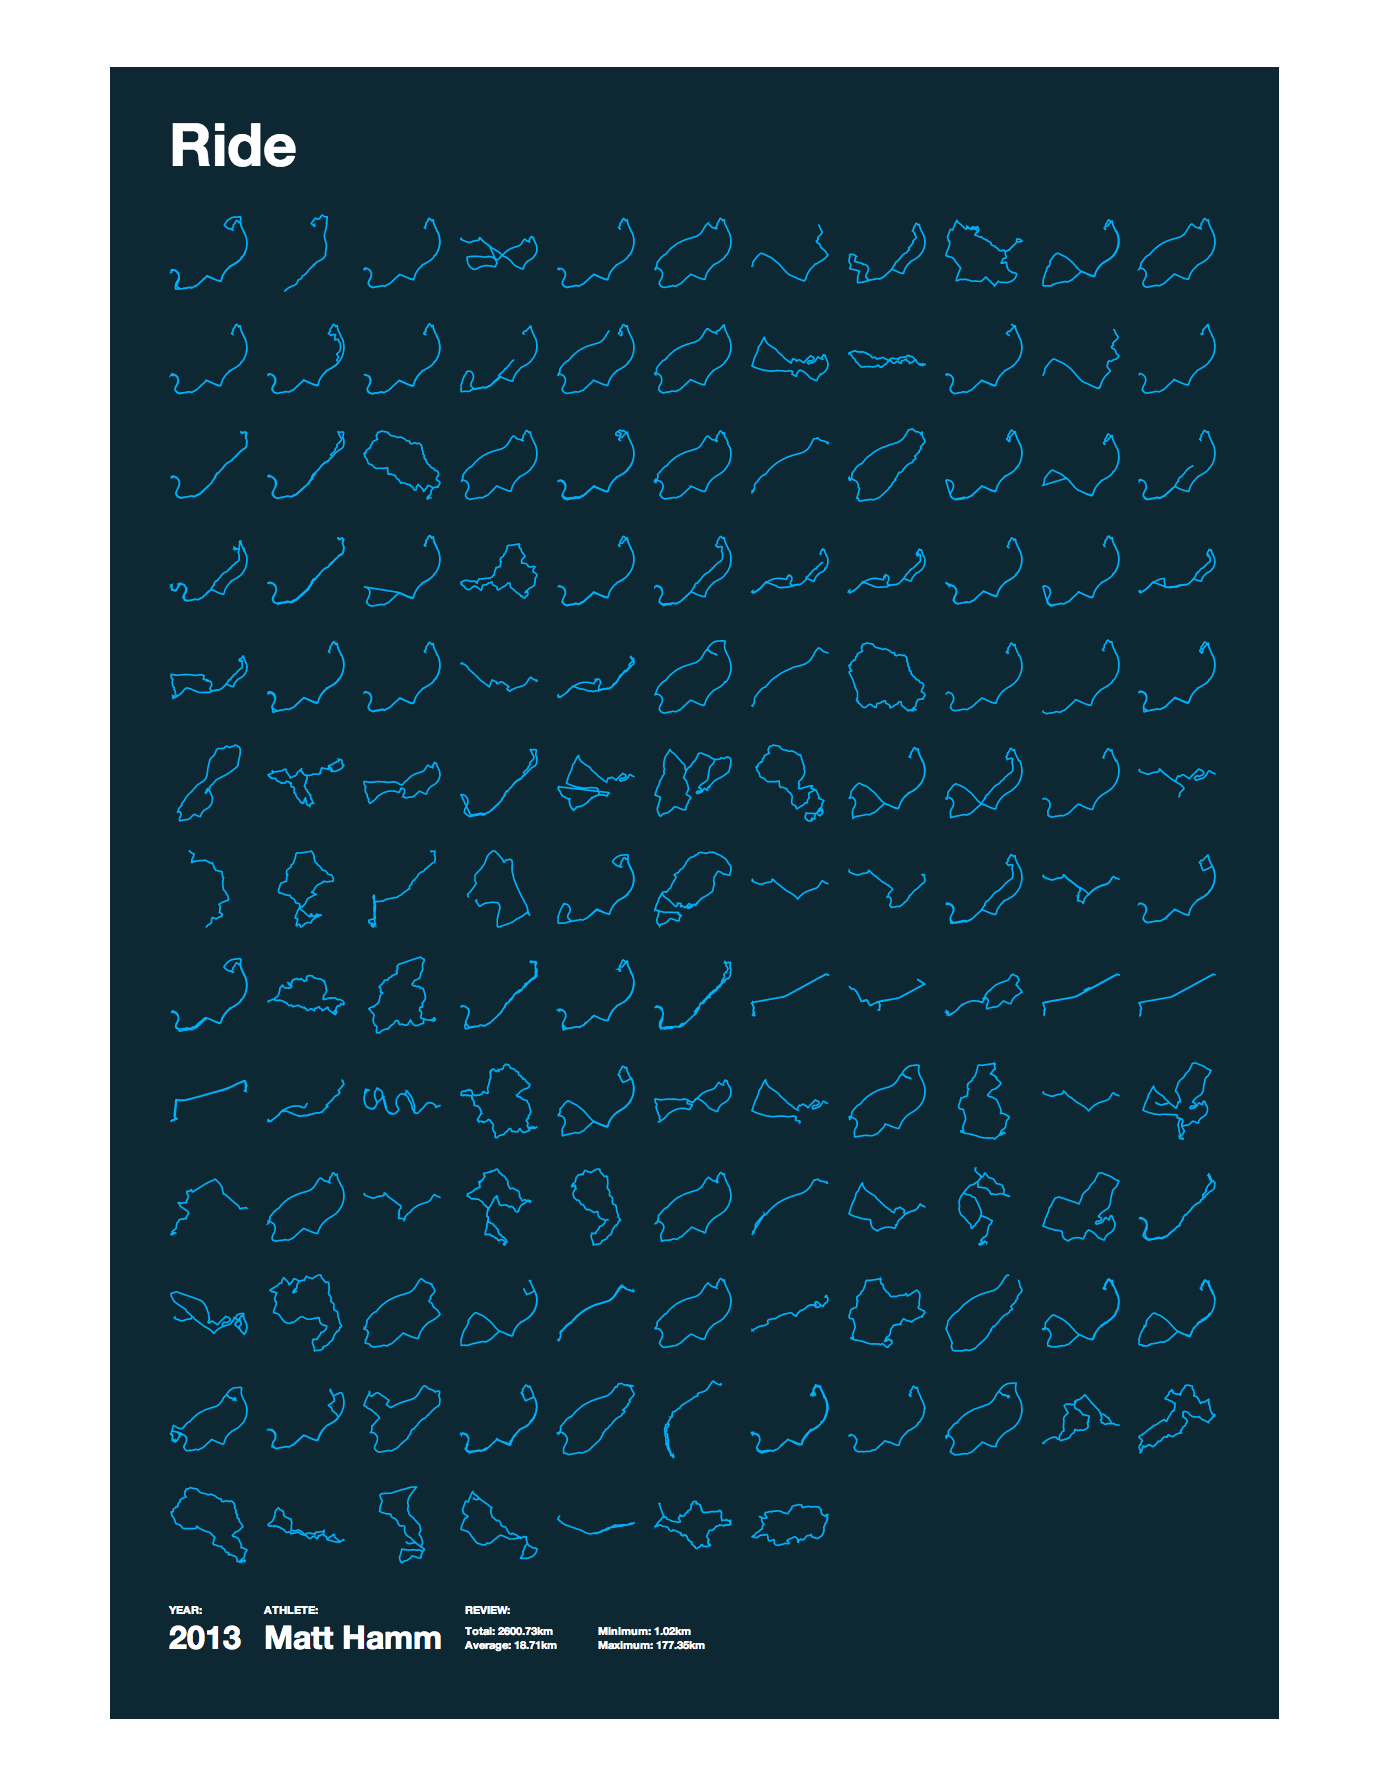 Ride
YEAR:
2013
ATHLETE:
Matt Hamm
REVIEW:
Total: 2600.73km
Average: 18.71km
Minimum: 1.02km
Maximum: 177.35km